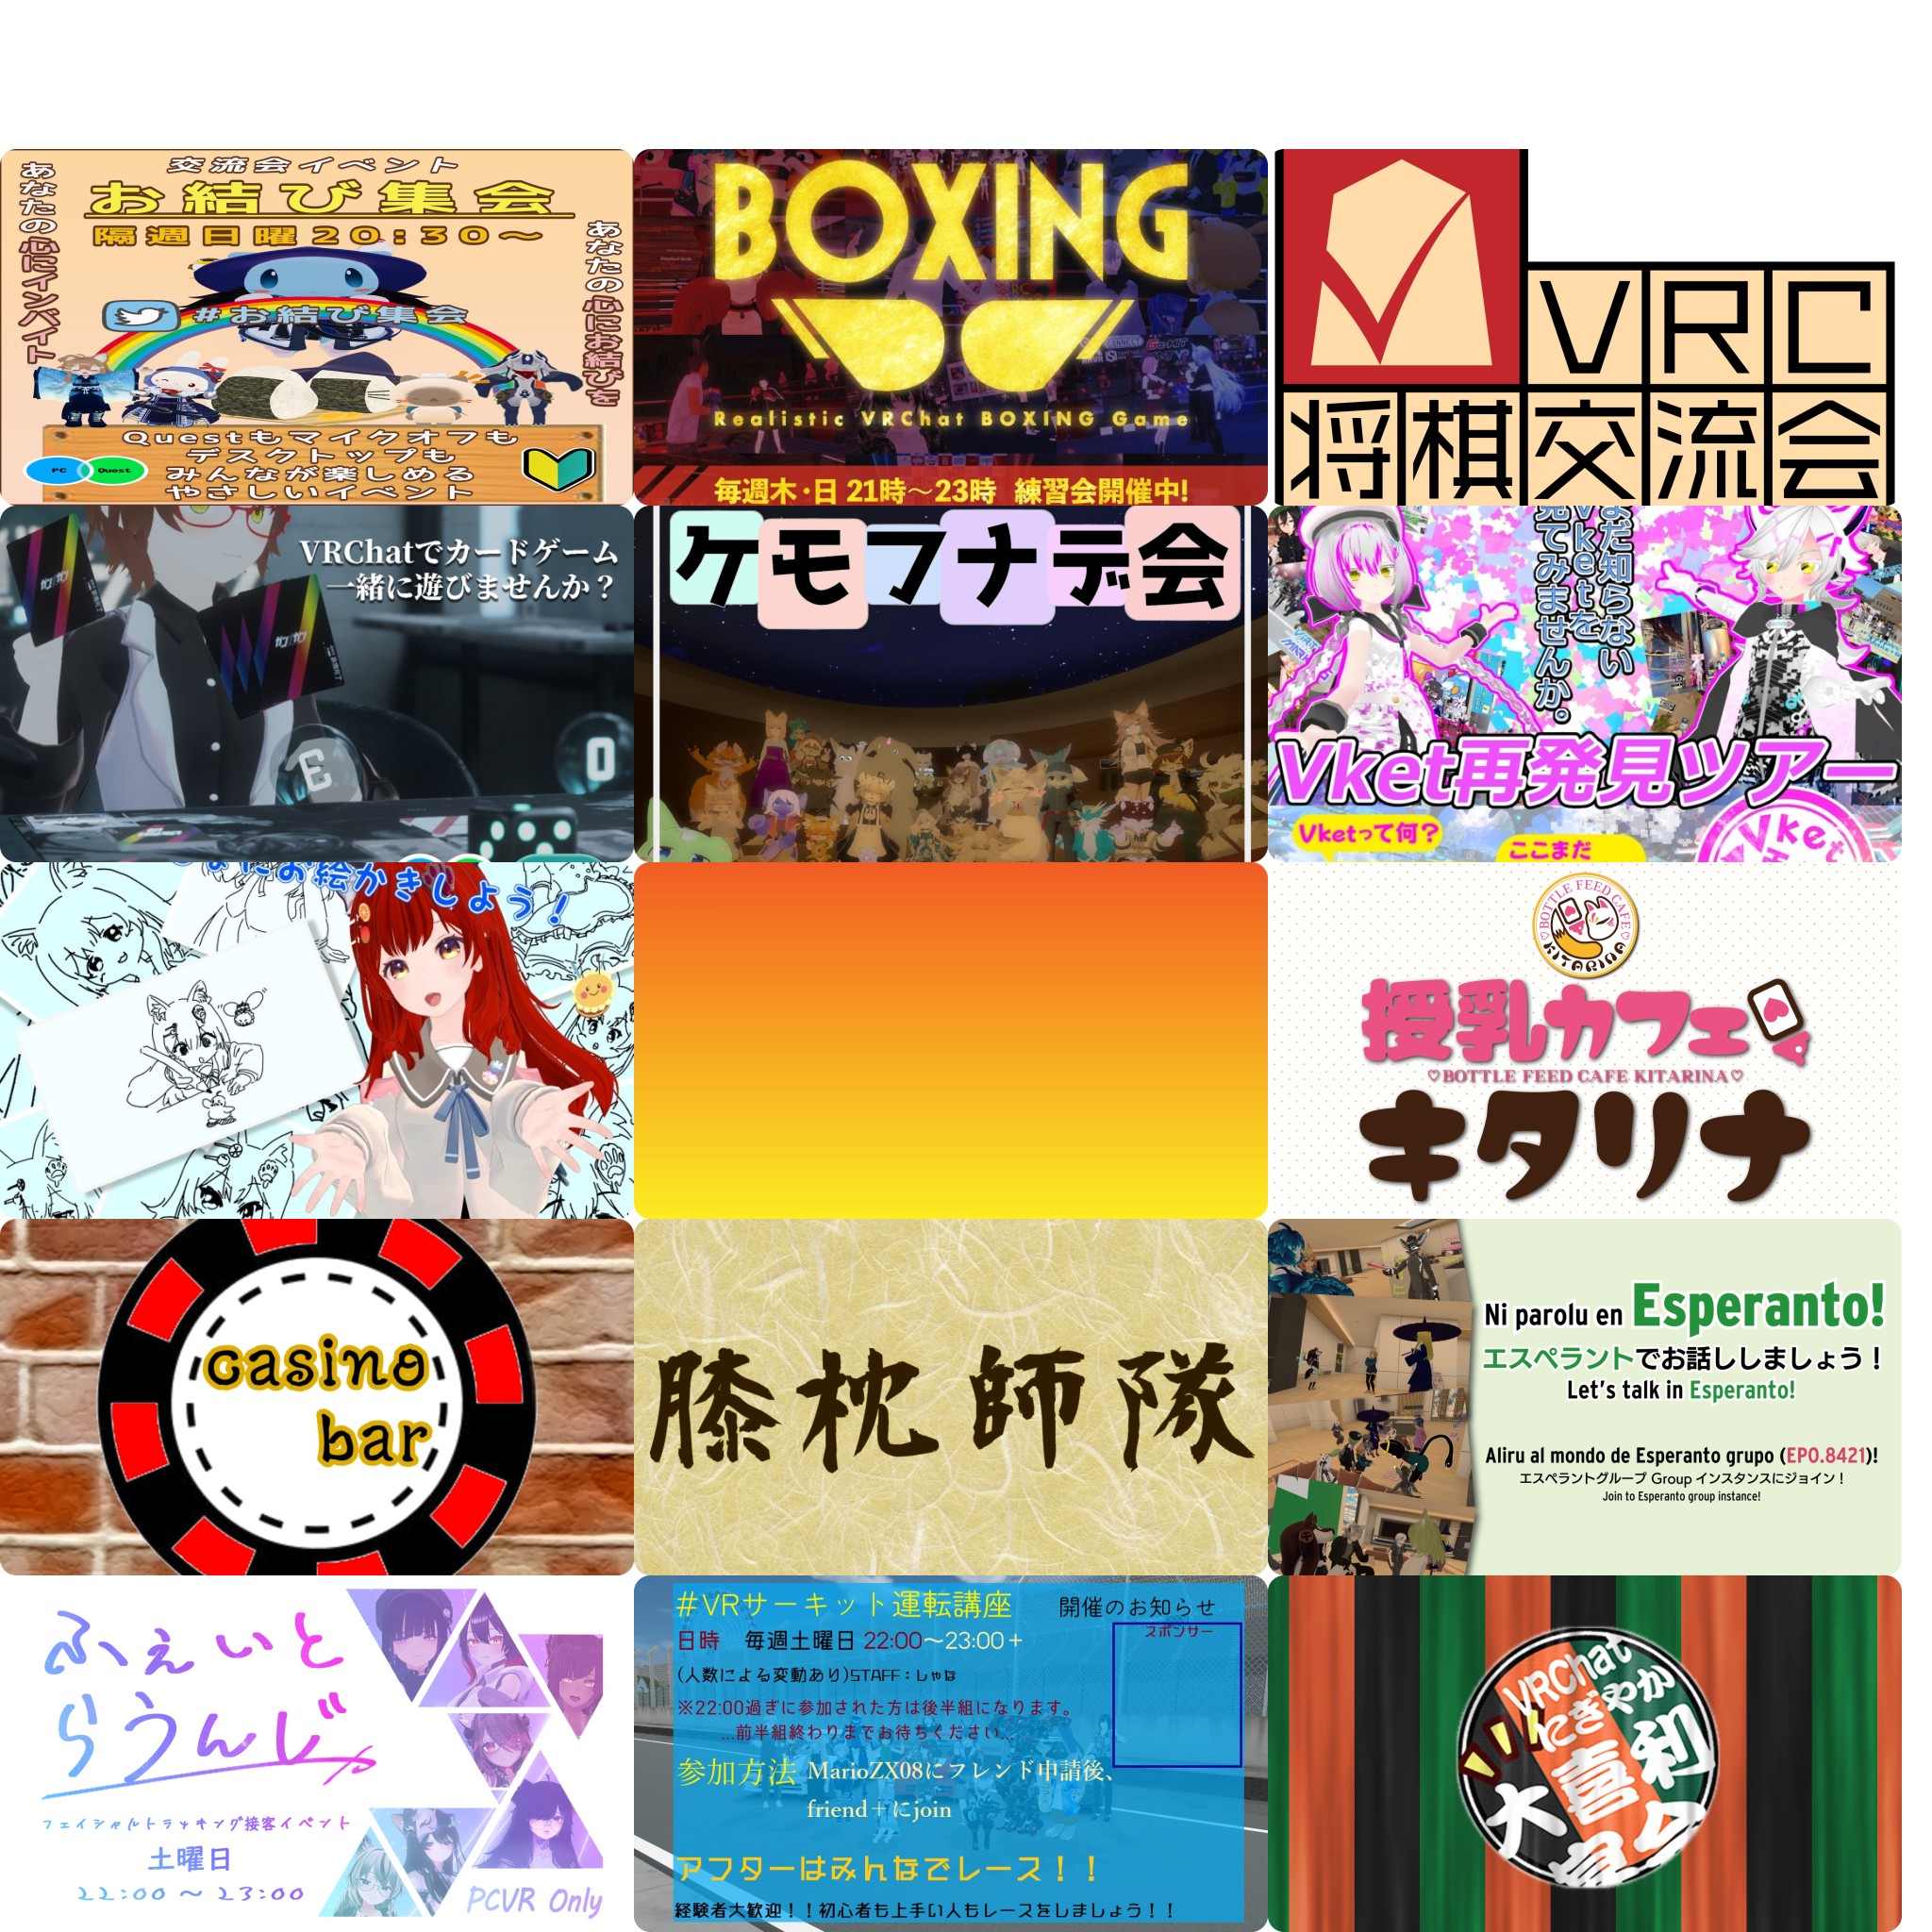 交流会イベント
お結び集会
隔週日曜20:30～
あなたの心にインバイト
あなたの心にお結びを
#お結び集会
Questもマイクオフも
デスクトップも
みんなが楽しめる
やさしいイベント
PC Quest
BOXING
Realistic VRChat BOXING Game
毎週木・日 21時～23時 練習会開催中!
VRC
将棋交流会
VRChatでカードゲーム
一緒に遊びませんか？
E
O
ケモフナデ会
まだ知らない
Vketを
見てみませんか。
Vket再発見ツアー
Vketって何?
ここまだ
Vket
お絵かきしよう！
BOTTLE FEED CAFE
KITARINA
授乳カフェ
♡BOTTLE FEED CAFE KITARINA♡
キタリナ
casino
bar
膝枕師隊
Ni parolu en Esperanto!
エスペラントでお話ししましょう！
Let's talk in Esperanto!
Aliru al mondo de Esperanto grupo (EPO.8421)!
エスペラントグループ Group インスタンスにジョイン！
Join to Esperanto group instance!
ふぇいと
らうんじ
フェイシャルトラッキング接客イベント
土曜日
22:00 ～ 23:00
PCVR Only
#VRサーキット運転講座 開催のお知らせ
日時 毎週土曜日 22:00～23:00+
スポンサー
(人数による変動あり)STAFF：しゃな
※22:00過ぎに参加された方は後半組になります。
...前半組終わりまでお待ちください...
参加方法 MarioZX08にフレンド申請後、
friend＋にjoin
アフターはみんなでレース！！
経験者大歓迎！！初心者も上手い人もレースをしましょう！！
VRChat
にぎやか
大喜利